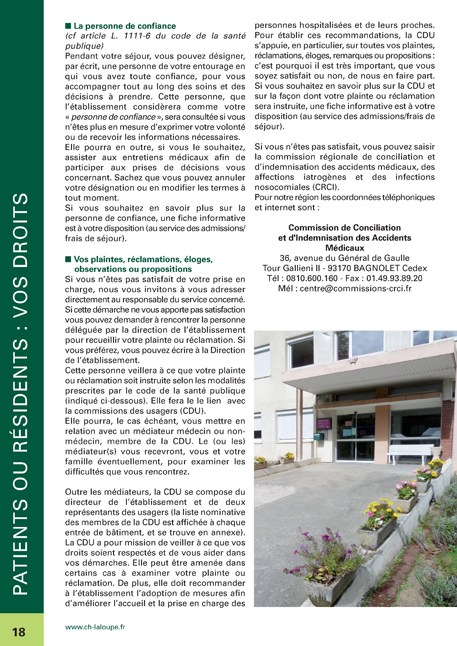 PATIENTS OU RÉSIDENTS : VOS DROITS
■ La personne de confiance
(cf article L. 1111-6 du code de la santé
publique)
Pendant votre séjour, vous pouvez désigner,
par écrit, une personne de votre entourage en
qui vous avez toute confiance, pour vous
accompagner tout au long des soins et des
décisions à prendre. Cette personne, que
l'établissement considèrera comme votre
« personne de confiance », sera consultée si vous
n'êtes plus en mesure d'exprimer votre volonté
ou de recevoir les informations nécessaires.
Elle pourra en outre, si vous le souhaitez,
assister aux entretiens médicaux afin de
participer aux prises de décisions vous
concernant. Sachez que vous pouvez annuler
votre désignation ou en modifier les termes à
tout moment.
Si vous souhaitez en savoir plus sur la
personne de confiance, une fiche informative
est à votre disposition (au service des admissions/
frais de séjour).
■ Vos plaintes, réclamations, éloges,
observations ou propositions
Si vous n'êtes pas satisfait de votre prise en
charge, nous vous invitons à vous adresser
directement au responsable du service concerné.
Si cette démarche ne vous apporte pas satisfaction
vous pouvez demander à rencontrer la personne
déléguée par la direction de l'établissement
pour recueillir votre plainte ou réclamation. Si
vous préférez, vous pouvez écrire à la Direction
de l'établissement.
Cette personne veillera à ce que votre plainte
ou réclamation soit instruite selon les modalités
prescrites par le code de la santé publique
(indiqué ci-dessous). Elle fera le le lien avec
la commissions des usagers (CDU).
Elle pourra, le cas échéant, vous mettre en
relation avec un médiateur médecin ou non-
médecin, membre de la CDU. Le (ou les)
médiateur(s) vous recevront, vous et votre
famille éventuellement, pour examiner les
difficultés que vous rencontrez.
Outre les médiateurs, la CDU se compose du
directeur de l'établissement et de deux
représentants des usagers (la liste nominative
des membres de la CDU est affichée à chaque
entrée de bâtiment, et se trouve en annexe).
La CDU a pour mission de veiller à ce que vos
droits soient respectés et de vous aider dans
vos démarches. Elle peut être amenée dans
certains cas à examiner votre plainte ou
réclamation. De plus, elle doit recommander
à l'établissement l'adoption de mesures afin
d'améliorer l'accueil et la prise en charge des
personnes hospitalisées et de leurs proches.
Pour établir ces recommandations, la CDU
s'appuie, en particulier, sur toutes vos plaintes,
réclamations, éloges, remarques ou propositions :
c'est pourquoi il est très important, que vous
soyez satisfait ou non, de nous en faire part.
Si vous souhaitez en savoir plus sur la CDU et
sur la façon dont votre plainte ou réclamation
sera instruite, une fiche informative est à votre
disposition (au service des admissions/frais de
séjour).
Si vous n'êtes pas satisfait, vous pouvez saisir
la commission régionale de conciliation et
d'indemnisation des accidents médicaux, des
affections iatrogènes et des infections
nosocomiales (CRCI).
Pour notre région les coordonnées téléphoniques
et internet sont :
Commission de Conciliation
et d'Indemnisation des Accidents
Médicaux
36, avenue du Général de Gaulle
Tour Gallieni II - 93170 BAGNOLET Cedex
Tél : 0810.600.160 - Fax : 01.49.93.89.20
Mél : centre@commissions-crci.fr
18
www.ch-laloupe.fr